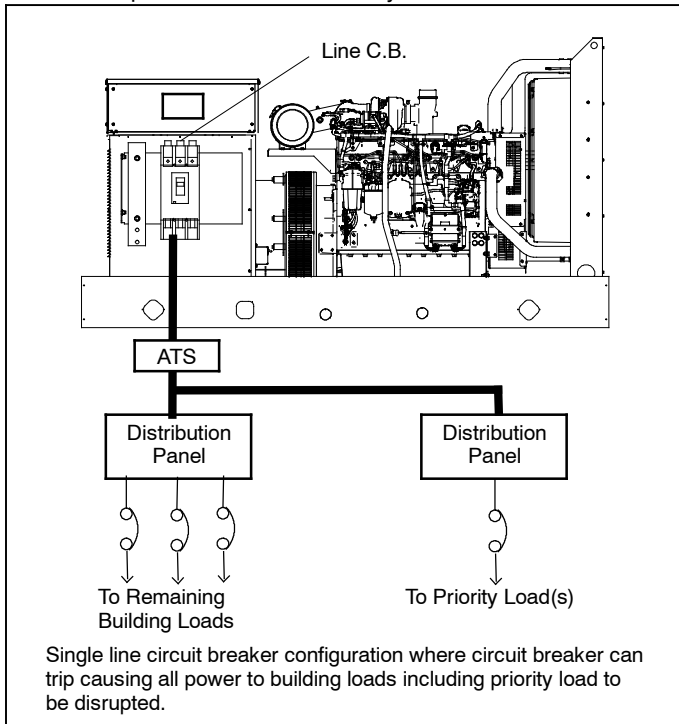 Line C.B.
ATS
Distribution
Panel
Distribution
Panel
To Remaining
Building Loads
To Priority Load(s)
Single line circuit breaker configuration where circuit breaker can
trip causing all power to building loads including priority load to
be disrupted.